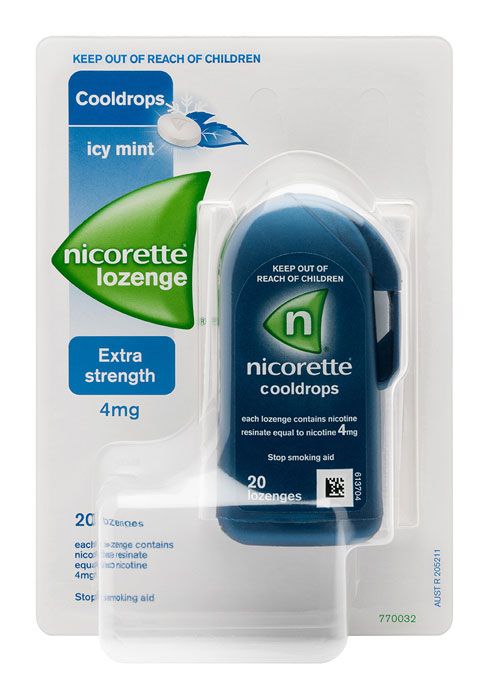 KEEP OUT OF REACH OF CHILDREN
Cooldrops
icy mint
nicorette®
lozenge
®
Extra
strength
4mg
20 lozenges
each lozenge contains
nicotine resinate
equal to nicotine
4mg
Stop smoking aid
KEEP OUT OF
REACH OF CHILDREN
n
nicorette®
cooldrops
each lozenge contains nicotine
resinate equal to nicotine 4mg
Stop smoking aid
20
lozenges
613704
AUST R 205211
770032